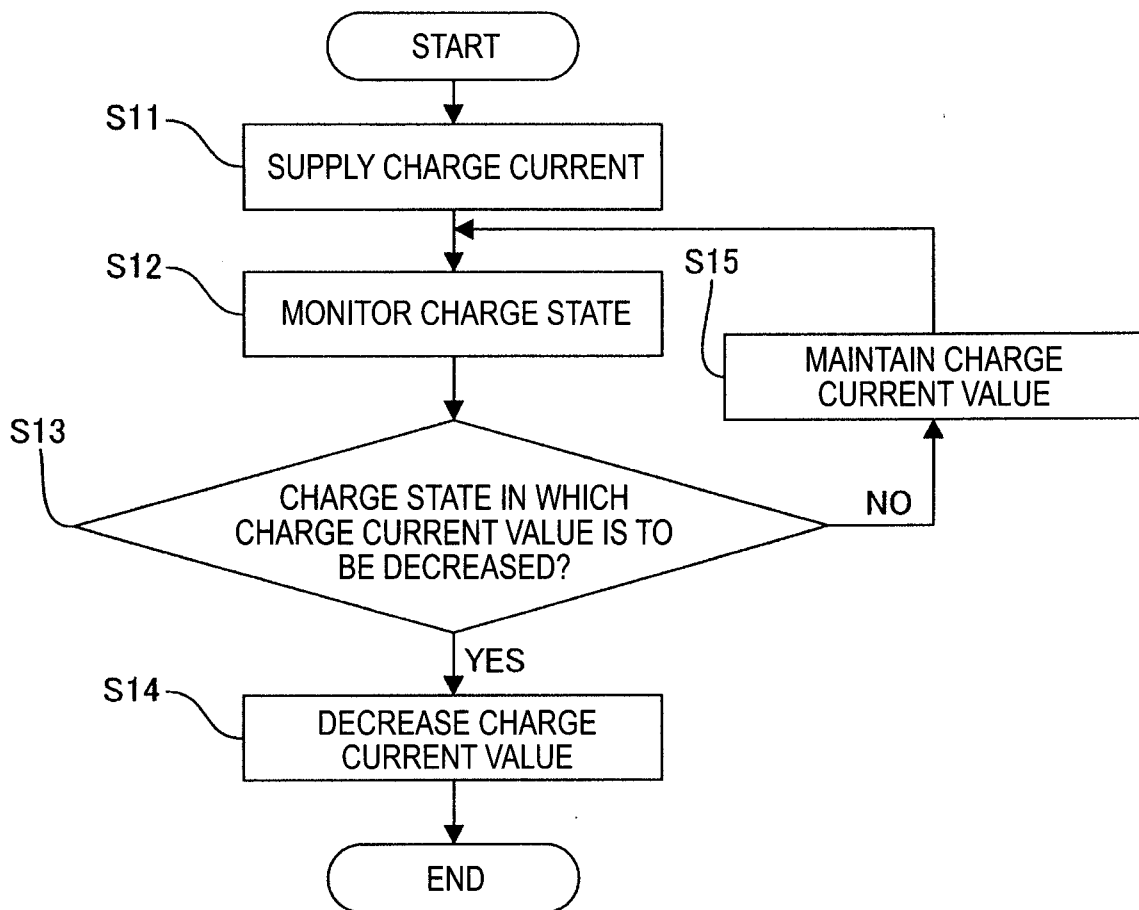 START
S11
SUPPLY CHARGE CURRENT
S12
MONITOR CHARGE STATE
S15
MAINTAIN CHARGE
CURRENT VALUE
S13
CHARGE STATE IN WHICH
CHARGE CURRENT VALUE IS TO
BE DECREASED?
NO
YES
S14
DECREASE CHARGE
CURRENT VALUE
END